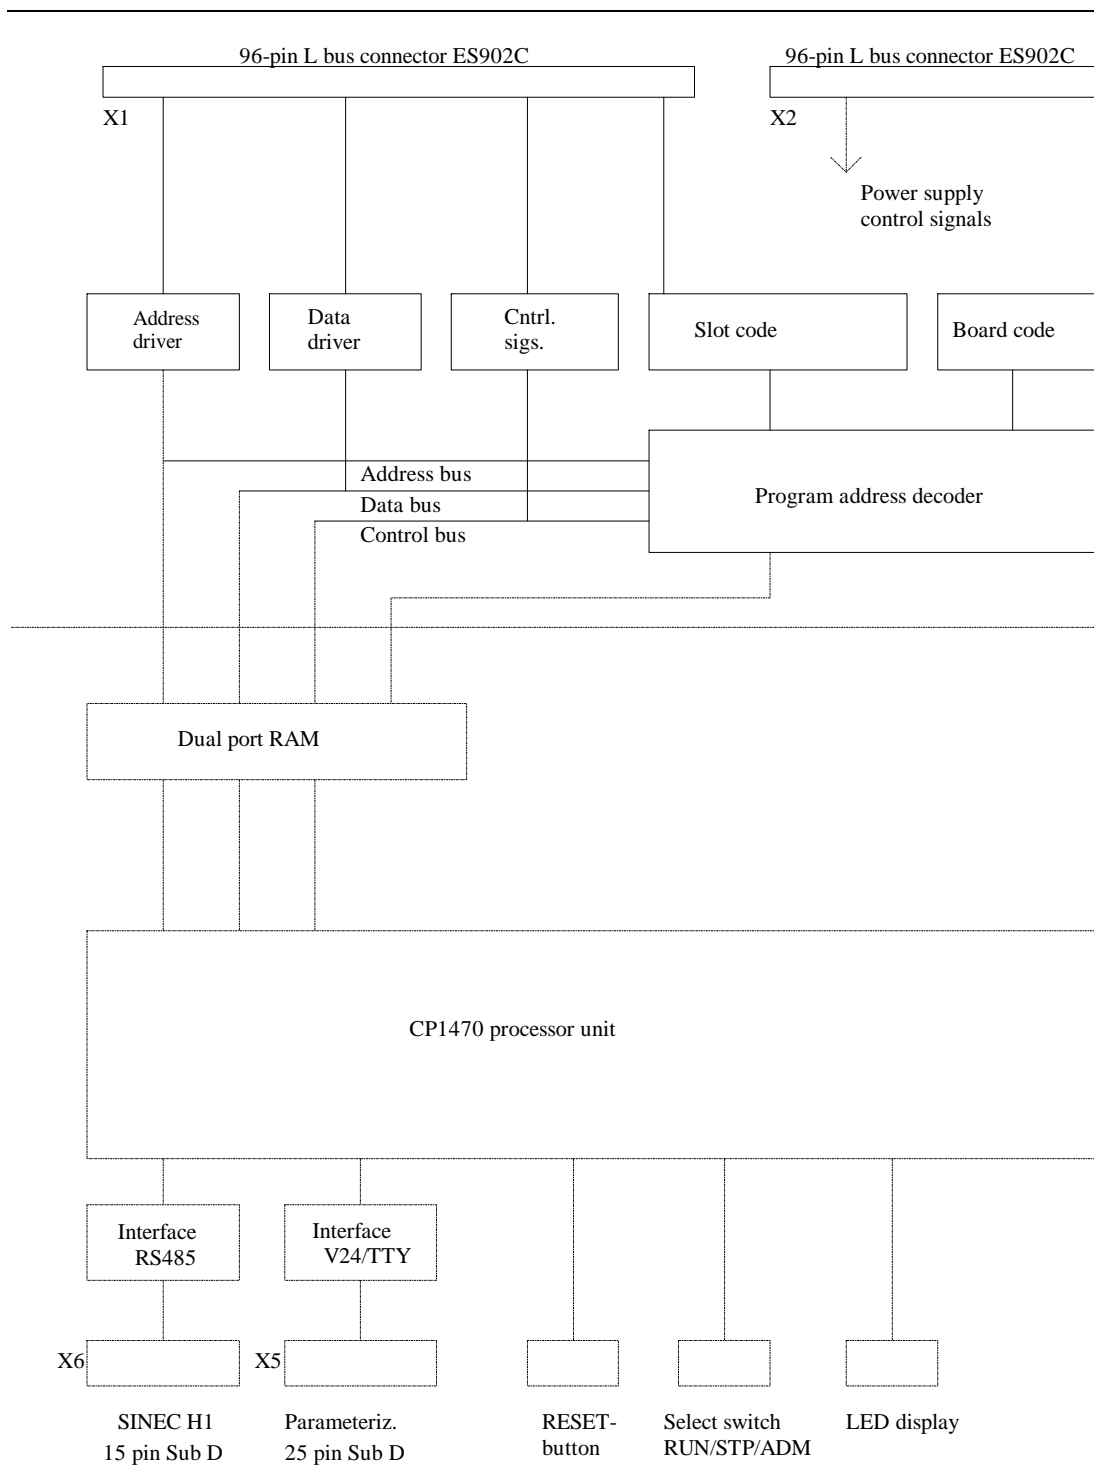 96-pin L bus connector ES902C
96-pin L bus connector ES902C
X1
X2
Power supply
control signals
Address
driver
Data
driver
Cntrl.
sigs.
Slot code
Board code
Address bus
Data bus
Control bus
Program address decoder
Dual port RAM
CP1470 processor unit
Interface
RS485
Interface
V24/TTY
X6
X5
SINEC H1
15 pin Sub D
Parameteriz.
25 pin Sub D
RESET-
button
Select switch
RUN/STP/ADM
LED display